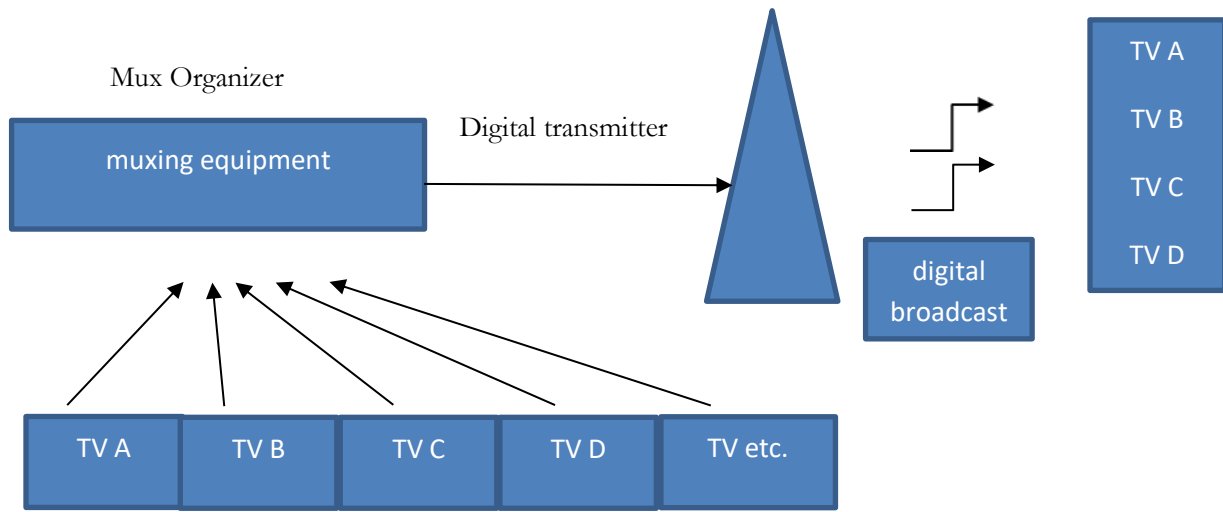 Mux Organizer
muxing equipment
Digital transmitter
TV A
TV B
TV C
TV D
digital
broadcast
TV A
TV B
TV C
TV D
TV etc.